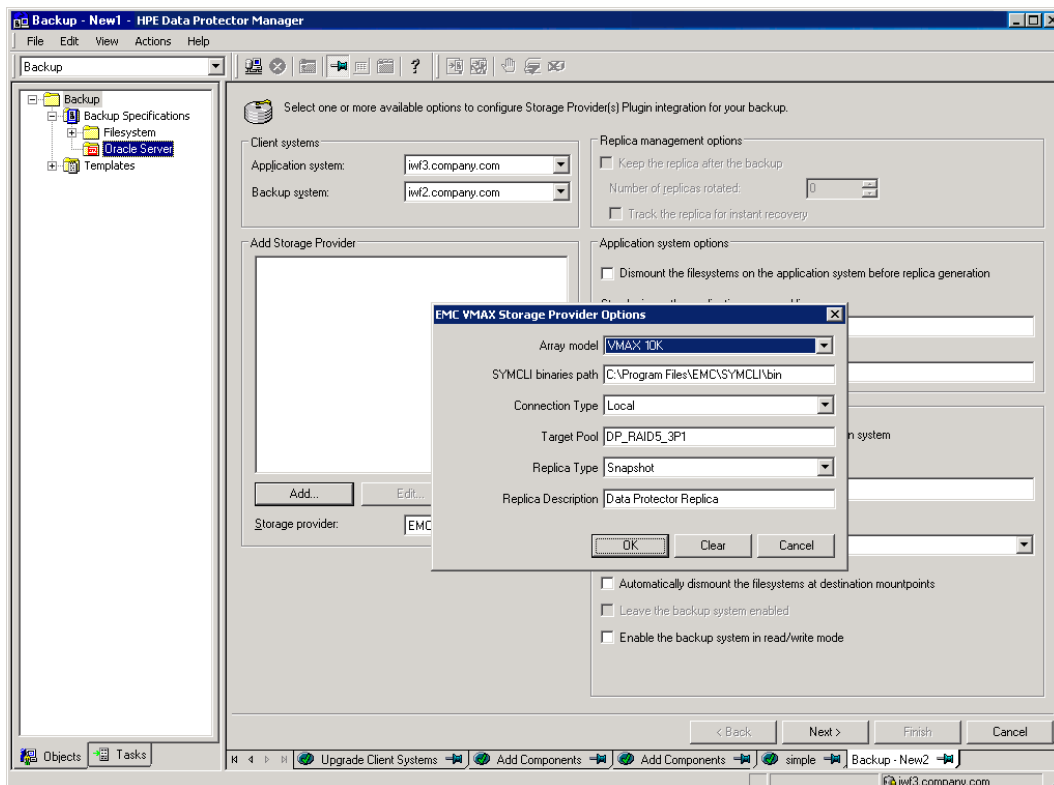 Backup - New1 - HPE Data Protector Manager
File Edit View Actions Help
Backup
Backup
Backup Specifications
Filesystem
Oracle Server
Templates
Select one or more available options to configure Storage Provider(s) Plugin integration for your backup.
Client systems
Application system: iwf3.company.com
Backup system: iwf2.company.com
Replica management options
Keep the replica after the backup
Number of replicas rotated: 0
Track the replica for instant recovery
Add Storage Provider
Add... Edit...
Storage provider: EMC
Application system options
Dismount the filesystems on the application system before replica generation
EMC VMAX Storage Provider Options
Array model VMAX 10K
SYMCLI binaries path C:\Program Files\EMC\SYMCLI\bin
Connection Type Local
Target Pool DP_RAID5_3P1
Replica Type Snapshot
Replica Description Data Protector Replica
OK Clear Cancel
n system
Automatically dismount the filesystems at destination mountpoints
Leave the backup system enabled
Enable the backup system in read/write mode
< Back Next > Finish Cancel
Objects Tasks
Upgrade Client Systems Add Components Add Components simple Backup - New2
iwf3.company.com